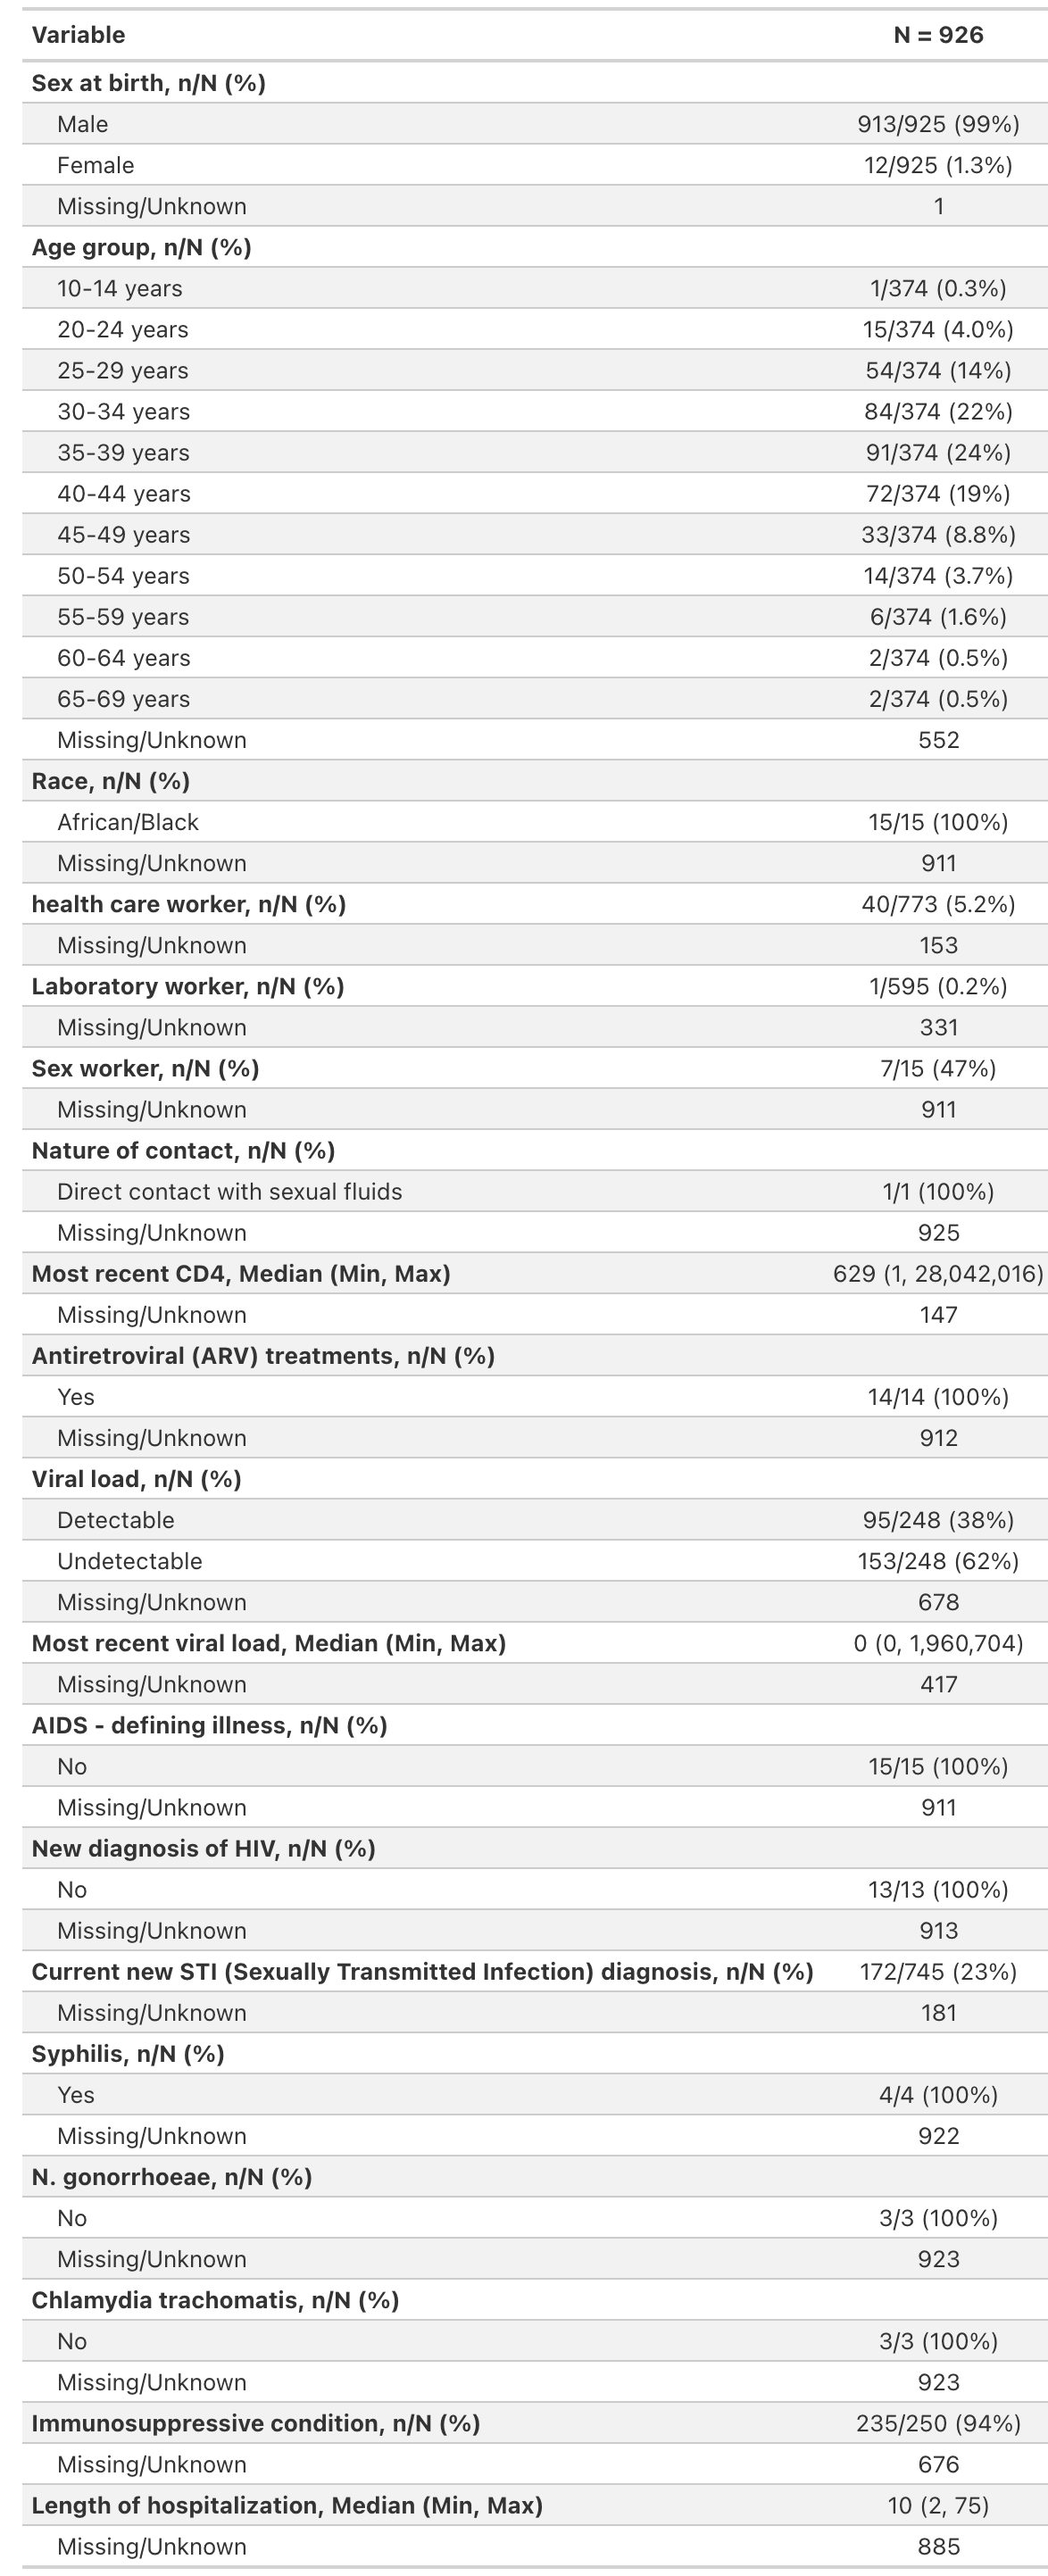 Variable N = 926
Sex at birth, n/N (%)
Male 913/925 (99%)
Female 12/925 (1.3%)
Missing/Unknown 1
Age group, n/N (%)
10-14 years 1/374 (0.3%)
20-24 years 15/374 (4.0%)
25-29 years 54/374 (14%)
30-34 years 84/374 (22%)
35-39 years 91/374 (24%)
40-44 years 72/374 (19%)
45-49 years 33/374 (8.8%)
50-54 years 14/374 (3.7%)
55-59 years 6/374 (1.6%)
60-64 years 2/374 (0.5%)
65-69 years 2/374 (0.5%)
Missing/Unknown 552
Race, n/N (%)
African/Black 15/15 (100%)
Missing/Unknown 911
health care worker, n/N (%) 40/773 (5.2%)
Missing/Unknown 153
Laboratory worker, n/N (%) 1/595 (0.2%)
Missing/Unknown 331
Sex worker, n/N (%) 7/15 (47%)
Missing/Unknown 911
Nature of contact, n/N (%)
Direct contact with sexual fluids 1/1 (100%)
Missing/Unknown 925
Most recent CD4, Median (Min, Max) 629 (1, 28,042,016)
Missing/Unknown 147
Antiretroviral (ARV) treatments, n/N (%)
Yes 14/14 (100%)
Missing/Unknown 912
Viral load, n/N (%)
Detectable 95/248 (38%)
Undetectable 153/248 (62%)
Missing/Unknown 678
Most recent viral load, Median (Min, Max) 0 (0, 1,960,704)
Missing/Unknown 417
AIDS - defining illness, n/N (%)
No 15/15 (100%)
Missing/Unknown 911
New diagnosis of HIV, n/N (%)
No 13/13 (100%)
Missing/Unknown 913
Current new STI (Sexually Transmitted Infection) diagnosis, n/N (%) 172/745 (23%)
Missing/Unknown 181
Syphilis, n/N (%)
Yes 4/4 (100%)
Missing/Unknown 922
N. gonorrhoeae, n/N (%)
No 3/3 (100%)
Missing/Unknown 923
Chlamydia trachomatis, n/N (%)
No 3/3 (100%)
Missing/Unknown 923
Immunosuppressive condition, n/N (%) 235/250 (94%)
Missing/Unknown 676
Length of hospitalization, Median (Min, Max) 10 (2, 75)
Missing/Unknown 885